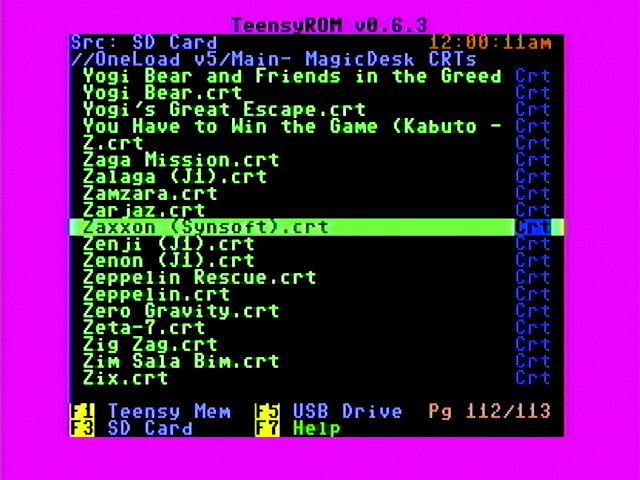 TeensyROM v0.6.3
Src: SD Card 12:00:11am
//OneLoad v5/Main- MagicDesk CRTs
Yogi Bear and Friends in the Greed Crt
Yogi Bear.crt Crt
Yogi's Great Escape.crt Crt
You Have to Win the Game (Kabuto - Crt
Z.crt Crt
Zaga Mission.crt Crt
Zalaga (J1).crt Crt
Zamzara.crt Crt
Zarjaz.crt Crt
Zaxxon (Synsoft).crt Crt
Zenji (J1).crt Crt
Zenon (J1).crt Crt
Zeppelin Rescue.crt Crt
Zeppelin.crt Crt
Zero Gravity.crt Crt
Zeta-7.crt Crt
Zig Zag.crt Crt
Zim Sala Bim.crt Crt
Zix.crt Crt
F1 Teensy Mem F5 USB Drive Pg 112/113
F3 SD Card F7 Help